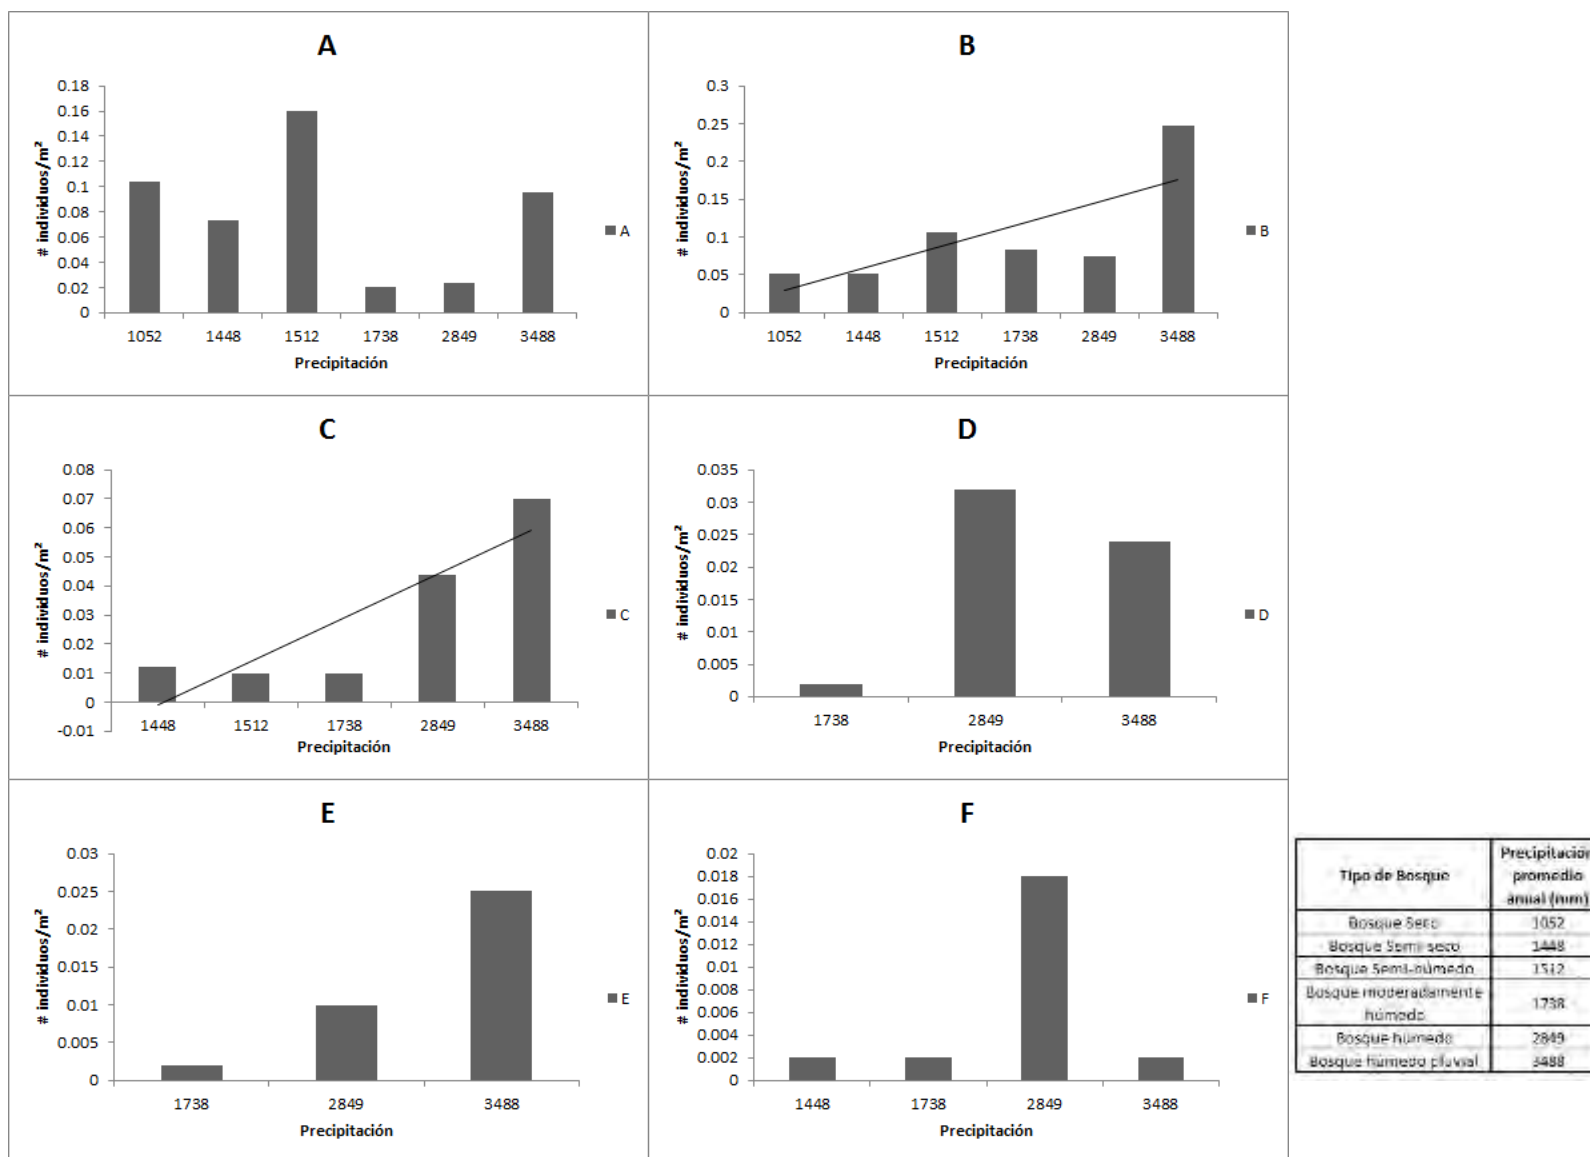 A
0.18
0.16
0.14
0.12
0.1
0.08
0.06
0.04
0.02
0
# individuos/m²
1052 1448 1512 1738 2849 3488
Precipitación
A
B
0.3
0.25
0.2
0.15
0.1
0.05
0
# individuos/m²
1052 1448 1512 1738 2849 3488
Precipitación
B
C
0.08
0.07
0.06
0.05
0.04
0.03
0.02
0.01
0
-0.01
# individuos/m²
1448 1512 1738 2849 3488
Precipitación
C
D
0.035
0.03
0.025
0.02
0.015
0.01
0.005
0
# individuos/m²
1738 2849 3488
Precipitación
D
E
0.03
0.025
0.02
0.015
0.01
0.005
0
# individuos/m²
1738 2849 3488
Precipitación
E
F
0.02
0.018
0.016
0.014
0.012
0.01
0.008
0.006
0.004
0.002
0
# individuos/m²
1448 1738 2849 3488
Precipitación
F
Tipo de Bosque
Precipitación
promedio
anual (mm)
Bosque Seco 1052
Bosque Semi-seco 1448
Bosque Semi-húmedo 1512
Bosque moderadamente
húmedo 1738
Bosque húmedo 2849
Bosque húmedo pluvial 3488